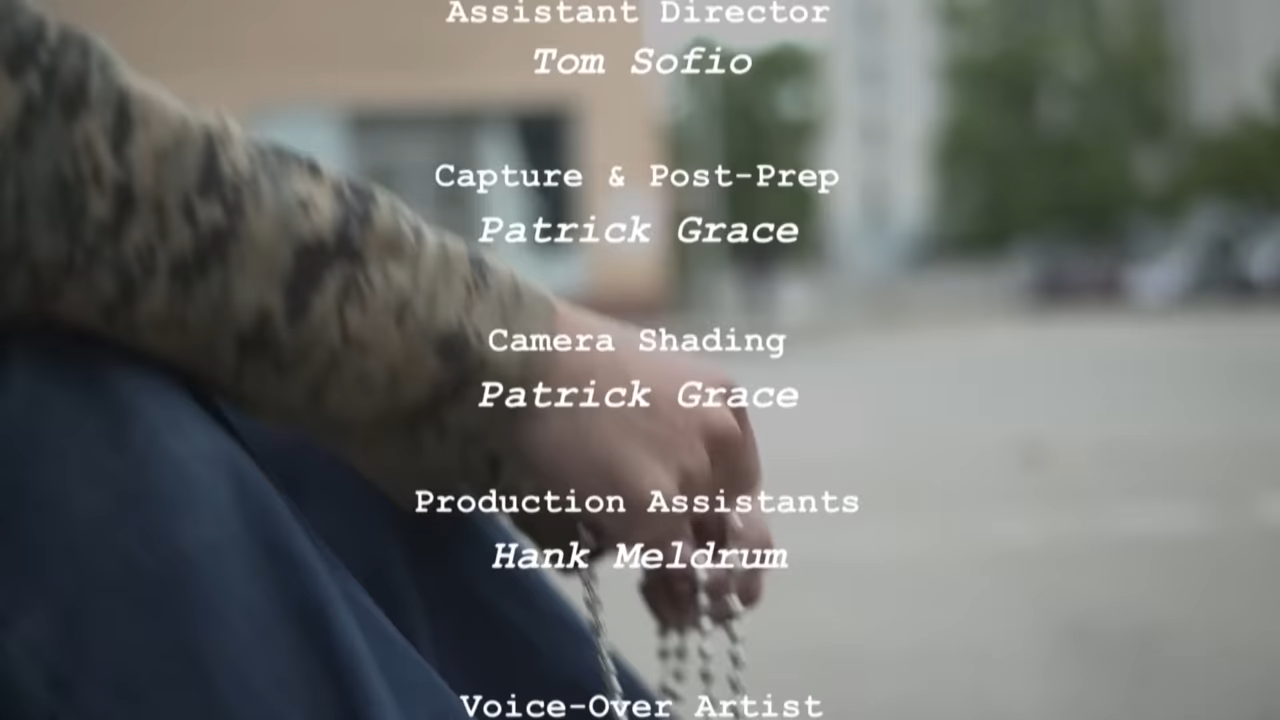 Assistant Director
Tom Sofio
Capture & Post-Prep
Patrick Grace
Camera Shading
Patrick Grace
Production Assistants
Hank Meldrum
Voice-Over Artist